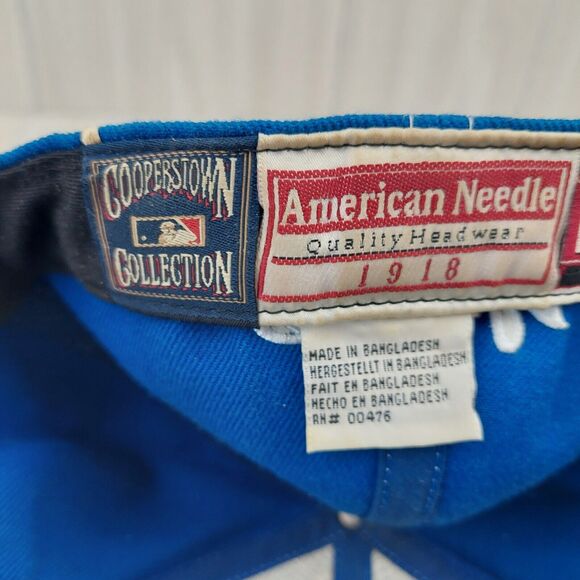 COOPERSTOWN
COLLECTION
American Needle
Quality Headwear
1918
MADE IN BANGLADESH
HERGESTELLT IN BANGLADESH
FAIT EN BANGLADESH
HECHO EN BANGLADESH
RN# 00476